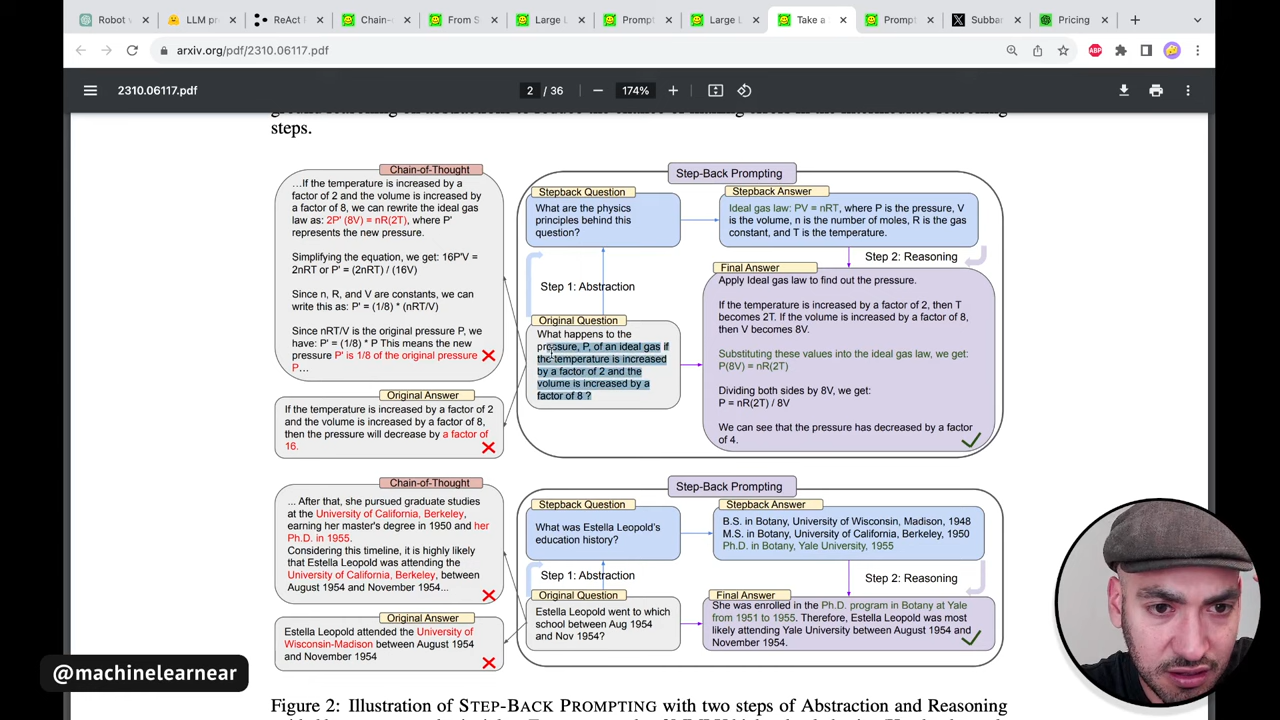 Robot
LLM pr
ReAct
Chain-
From S
Large L
Prompt
Large L
Take a
Prompt
Subbar
Pricing
arxiv.org/pdf/2310.06117.pdf
ABP
2310.06117.pdf
2 / 36
174%
steps.
Chain-of-Thought
...If the temperature is increased by a
factor of 2 and the volume is increased by
a factor of 8, we can rewrite the ideal gas
law as: 2P' (8V) = nR(2T), where P'
represents the new pressure.
Simplifying the equation, we get: 16P'V =
2nRT or P' = (2nRT) / (16V)
Since n, R, and V are constants, we can
write this as: P' = (1/8) * (nRT/V)
Since nRT/V is the original pressure P, we
have: P' = (1/8) * P This means the new
pressure P' is 1/8 of the original pressure
P...
Original Answer
If the temperature is increased by a factor of 2
and the volume is increased by a factor of 8,
then the pressure will decrease by a factor of
16.
Step-Back Prompting
Stepback Question
What are the physics
principles behind this
question?
Stepback Answer
Ideal gas law: PV = nRT, where P is the pressure, V
is the volume, n is the number of moles, R is the gas
constant, and T is the temperature.
Step 1: Abstraction
Step 2: Reasoning
Original Question
What happens to the
pressure, P, of an ideal gas if
the temperature is increased
by a factor of 2 and the
volume is increased by a
factor of 8 ?
Final Answer
Apply Ideal gas law to find out the pressure.
If the temperature is increased by a factor of 2, then T
becomes 2T. If the volume is increased by a factor of 8,
then V becomes 8V.
Substituting these values into the ideal gas law, we get:
P(8V) = nR(2T)
Dividing both sides by 8V, we get:
P = nR(2T) / 8V
We can see that the pressure has decreased by a factor
of 4.
Chain-of-Thought
... After that, she pursued graduate studies
at the University of California, Berkeley,
earning her master's degree in 1950 and her
Ph.D. in 1955.
Considering this timeline, it is highly likely
that Estella Leopold was attending the
University of California, Berkeley, between
August 1954 and November 1954...
Original Answer
Estella Leopold attended the University of
Wisconsin-Madison between August 1954
and November 1954
Step-Back Prompting
Stepback Question
What was Estella Leopold's
education history?
Stepback Answer
B.S. in Botany, University of Wisconsin, Madison, 1948
M.S. in Botany, University of California, Berkeley, 1950
Ph.D. in Botany, Yale University, 1955
Step 1: Abstraction
Step 2: Reasoning
Original Question
Estella Leopold went to which
school between Aug 1954
and Nov 1954?
Final Answer
She was enrolled in the Ph.D. program in Botany at Yale
from 1951 to 1955. Therefore, Estella Leopold was most
likely attending Yale University between August 1954 and
November 1954.
Figure 2: Illustration of STEP-BACK PROMPTING with two steps of Abstraction and Reasoning
@machinelearnear